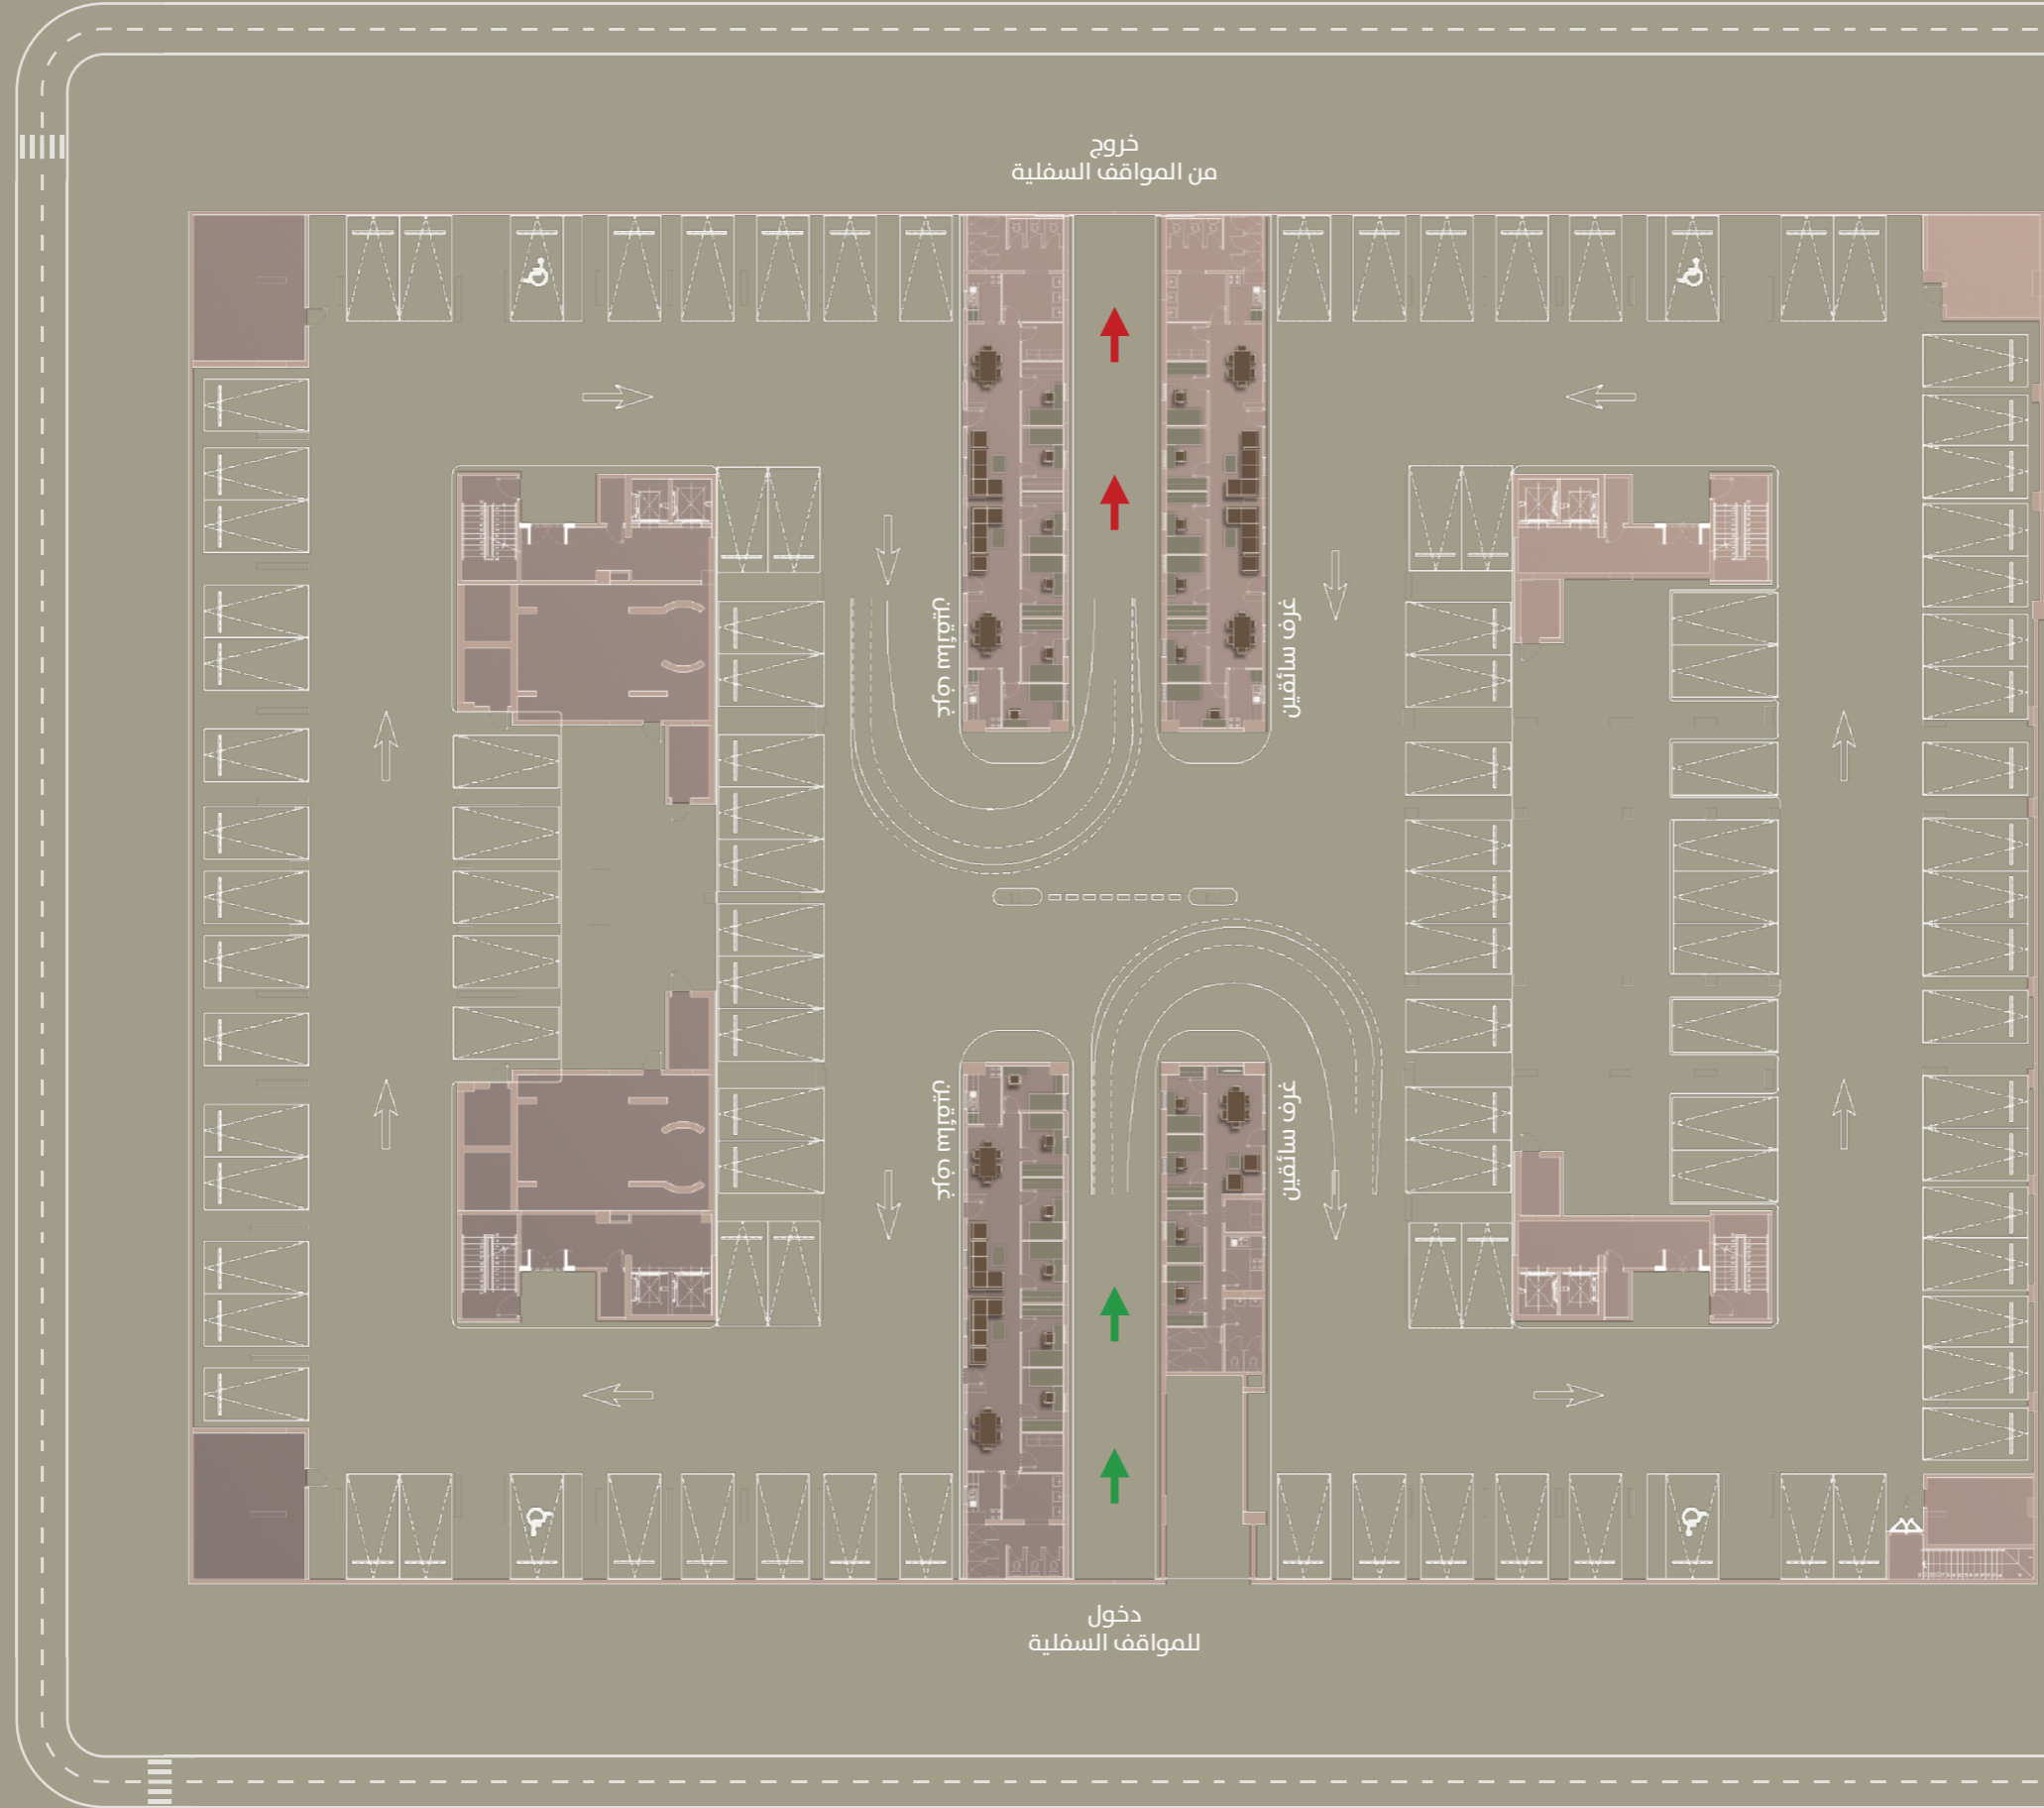 خروج
من المواقف السفلية
غرف سائقين
غرف سائقين
غرف سائقين
غرف سائقين
دخول
للمواقف السفلية